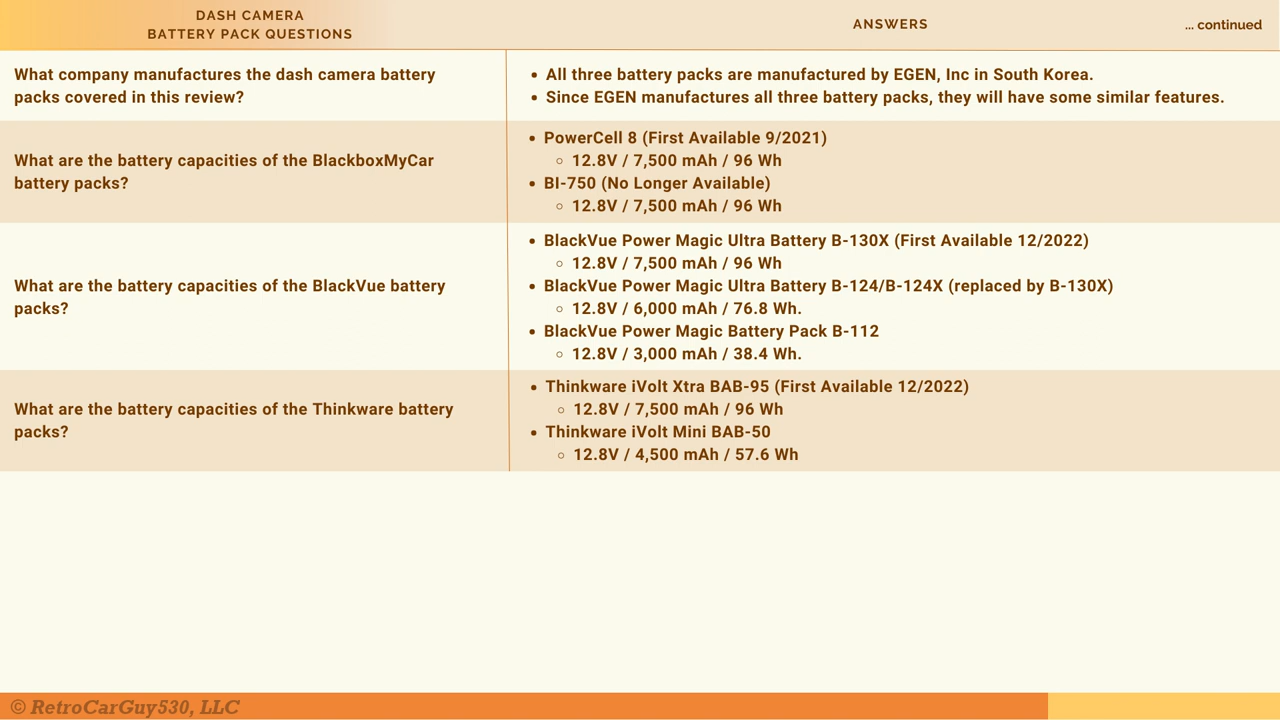 DASH CAMERA
BATTERY PACK QUESTIONS
ANSWERS
... continued
What company manufactures the dash camera battery
packs covered in this review?
• All three battery packs are manufactured by EGEN, Inc in South Korea.
• Since EGEN manufactures all three battery packs, they will have some similar features.
What are the battery capacities of the BlackboxMyCar
battery packs?
• PowerCell 8 (First Available 9/2021)
○ 12.8V / 7,500 mAh / 96 Wh
• BI-750 (No Longer Available)
○ 12.8V / 7,500 mAh / 96 Wh
What are the battery capacities of the BlackVue battery
packs?
• BlackVue Power Magic Ultra Battery B-130X (First Available 12/2022)
○ 12.8V / 7,500 mAh / 96 Wh
• BlackVue Power Magic Ultra Battery B-124/B-124X (replaced by B-130X)
○ 12.8V / 6,000 mAh / 76.8 Wh.
• BlackVue Power Magic Battery Pack B-112
○ 12.8V / 3,000 mAh / 38.4 Wh.
What are the battery capacities of the Thinkware battery
packs?
• Thinkware iVolt Xtra BAB-95 (First Available 12/2022)
○ 12.8V / 7,500 mAh / 96 Wh
• Thinkware iVolt Mini BAB-50
○ 12.8V / 4,500 mAh / 57.6 Wh
© RetroCarGuy530, LLC